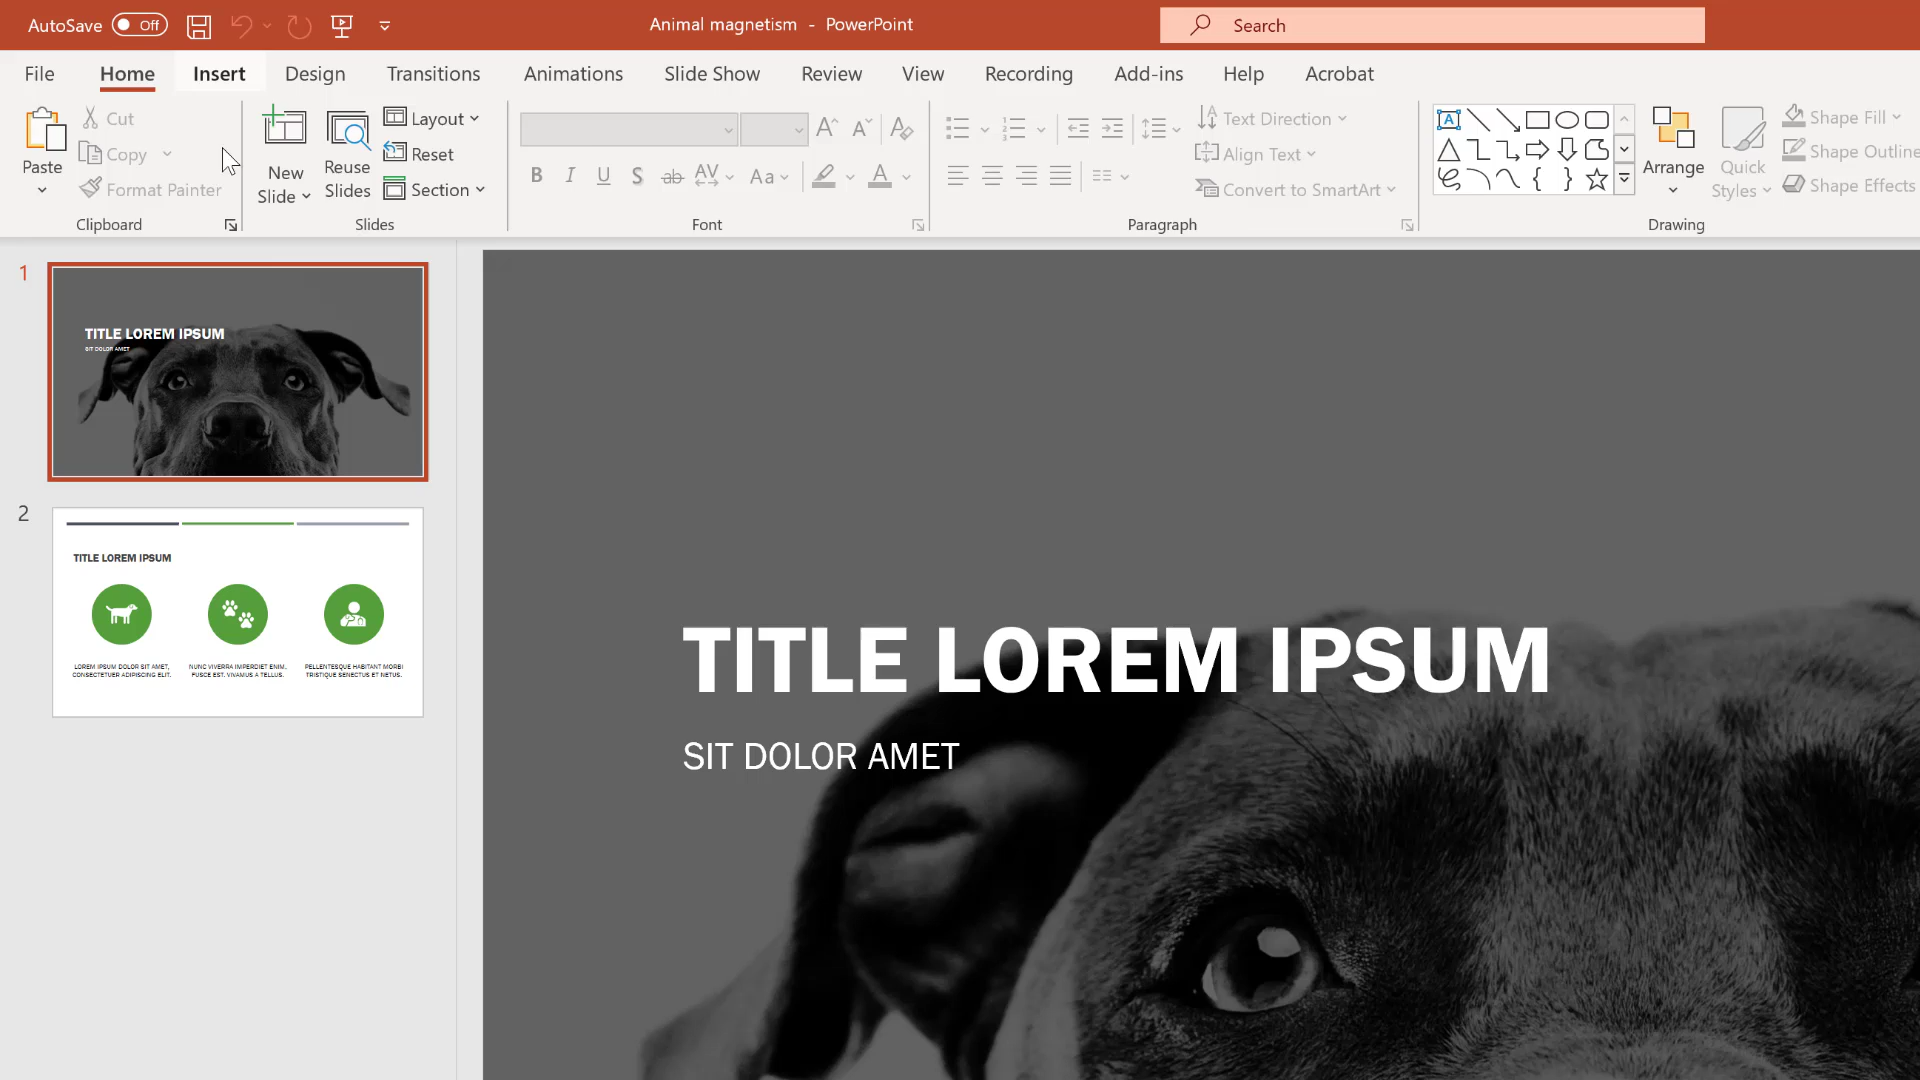 AutoSave Off Animal magnetism - PowerPoint Search
File Home Insert Design Transitions Animations Slide Show Review View Recording Add-ins Help Acrobat
Paste
Cut
Copy
Format Painter
Clipboard
New
Slide
Reuse
Slides
Layout
Reset
Section
Slides
B I U S ab AV Aa A
Font
Text Direction
Align Text
Convert to SmartArt
Paragraph
Arrange
Quick
Styles
Shape Fill
Shape Outline
Shape Effects
Drawing
1
TITLE LOREM IPSUM
SIT DOLOR AMET
2
TITLE LOREM IPSUM
LOREM IPSUM DOLOR SIT AMET,
CONSECTETUER ADIPISCING ELIT.
NUNC VIVERRA IMPERDIET ENIM.
FUSCE EST. VIVAMUS A TELLUS.
PELLENTESQUE HABITANT MORBI
TRISTIQUE SENECTUS ET NETUS.
TITLE LOREM IPSUM
SIT DOLOR AMET